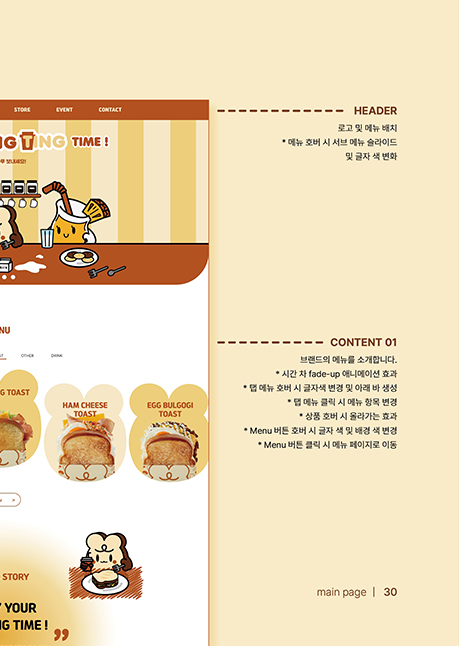 STORE EVENT CONTACT
TING TIME !
보내세요!
HEADER
로고 및 메뉴 배치
* 메뉴 호버 시 서브 메뉴 슬라이드
및 글자 색 변화
OTHER DRINK
TOAST
HAM CHEESE
TOAST
EGG BULGOGI
TOAST
CONTENT 01
브랜드의 메뉴를 소개합니다.
* 시간 차 fade-up 애니메이션 효과
* 탭 메뉴 호버 시 글자색 변경 및 아래 바 생성
* 탭 메뉴 클릭 시 메뉴 항목 변경
* 상품 호버 시 올라가는 효과
* Menu 버튼 호버 시 글자 색 및 배경 색 변경
* Menu 버튼 클릭 시 메뉴 페이지로 이동
STORY
YOUR
TIME !
”
main page | 30